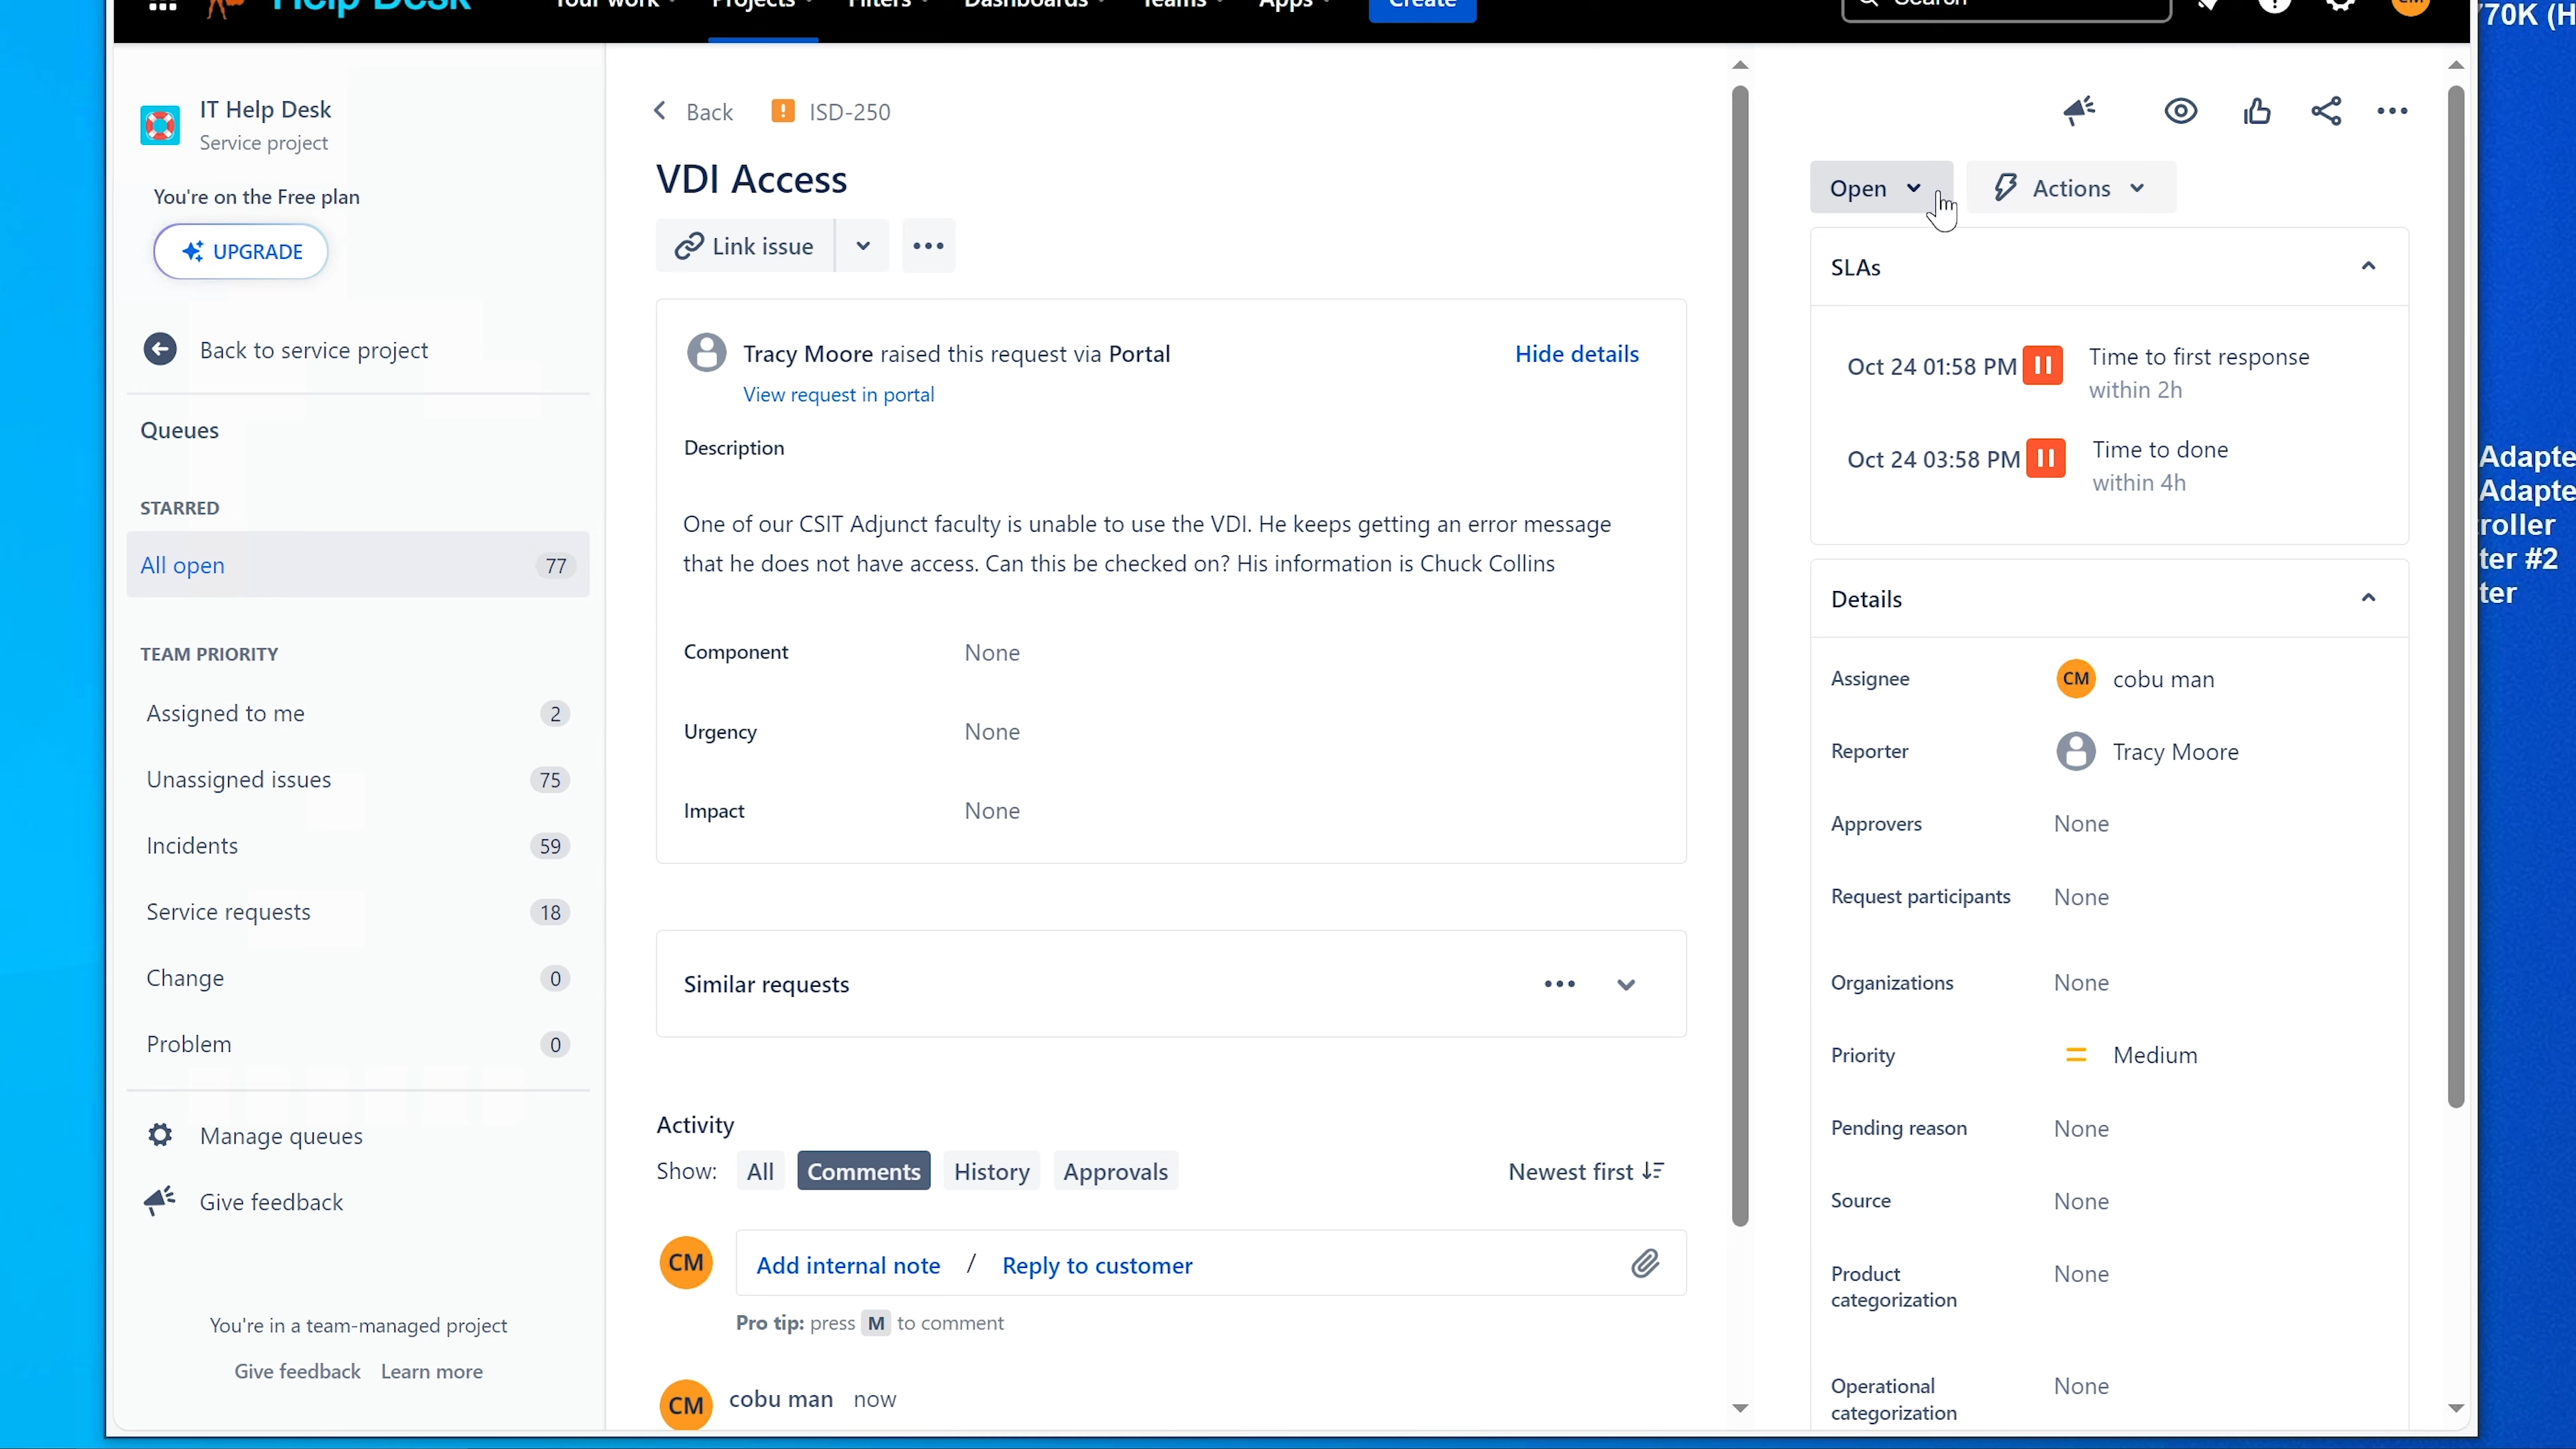 Help Desk
Your work
Projects
Filters
Dashboards
Teams
Apps
Create
Search
CM
770K (H
IT Help Desk
Service project
You're on the Free plan
UPGRADE
Back to service project
Queues
STARRED
All open 77
TEAM PRIORITY
Assigned to me 2
Unassigned issues 75
Incidents 59
Service requests 18
Change 0
Problem 0
Manage queues
Give feedback
You're in a team-managed project
Give feedback Learn more
Back ISD-250
VDI Access
Link issue
Tracy Moore raised this request via Portal
Hide details
View request in portal
Description
One of our CSIT Adjunct faculty is unable to use the VDI. He keeps getting an error message
that he does not have access. Can this be checked on? His information is Chuck Collins
Component None
Urgency None
Impact None
Similar requests
Activity
Show: All Comments History Approvals
Newest first
CM
Add internal note / Reply to customer
Pro tip: press M to comment
CM
cobu man now
Open
Actions
SLAs
Oct 24 01:58 PM Time to first response
within 2h
Oct 24 03:58 PM Time to done
within 4h
Details
Assignee CM cobu man
Reporter Tracy Moore
Approvers None
Request participants None
Organizations None
Priority Medium
Pending reason None
Source None
Product
categorization None
Operational
categorization None
Adapte
Adapte
roller
ter #2
ter